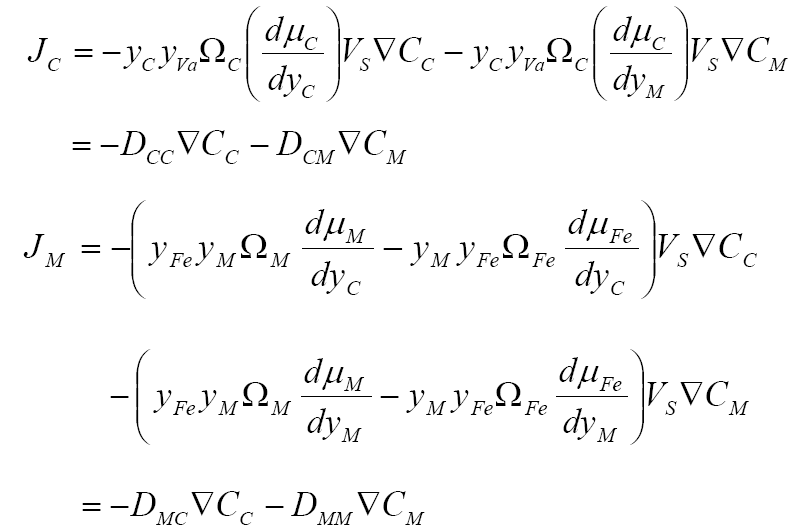 J_C = −y_C y_Va Ω_C (dμ_C/dy_C) V_S ∇C_C − y_C y_Va Ω_C (dμ_C/dy_M) V_S ∇C_M
= −D_CC ∇C_C − D_CM ∇C_M
J_M = −(y_Fe y_M Ω_M dμ_M/dy_C − y_M y_Fe Ω_Fe dμ_Fe/dy_C) V_S ∇C_C
−(y_Fe y_M Ω_M dμ_M/dy_M − y_M y_Fe Ω_Fe dμ_Fe/dy_M) V_S ∇C_M
= −D_MC ∇C_C − D_MM ∇C_M